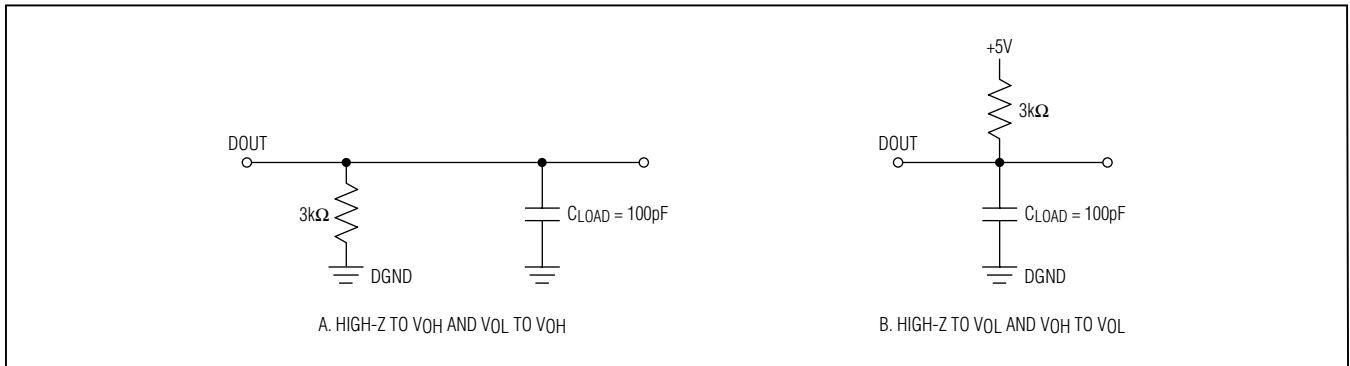 DOUT
3kΩ
DGND
CLOAD = 100pF
A. HIGH-Z TO VOH AND VOL TO VOH
+5V
3kΩ
DOUT
CLOAD = 100pF
DGND
B. HIGH-Z TO VOL AND VOH TO VOL